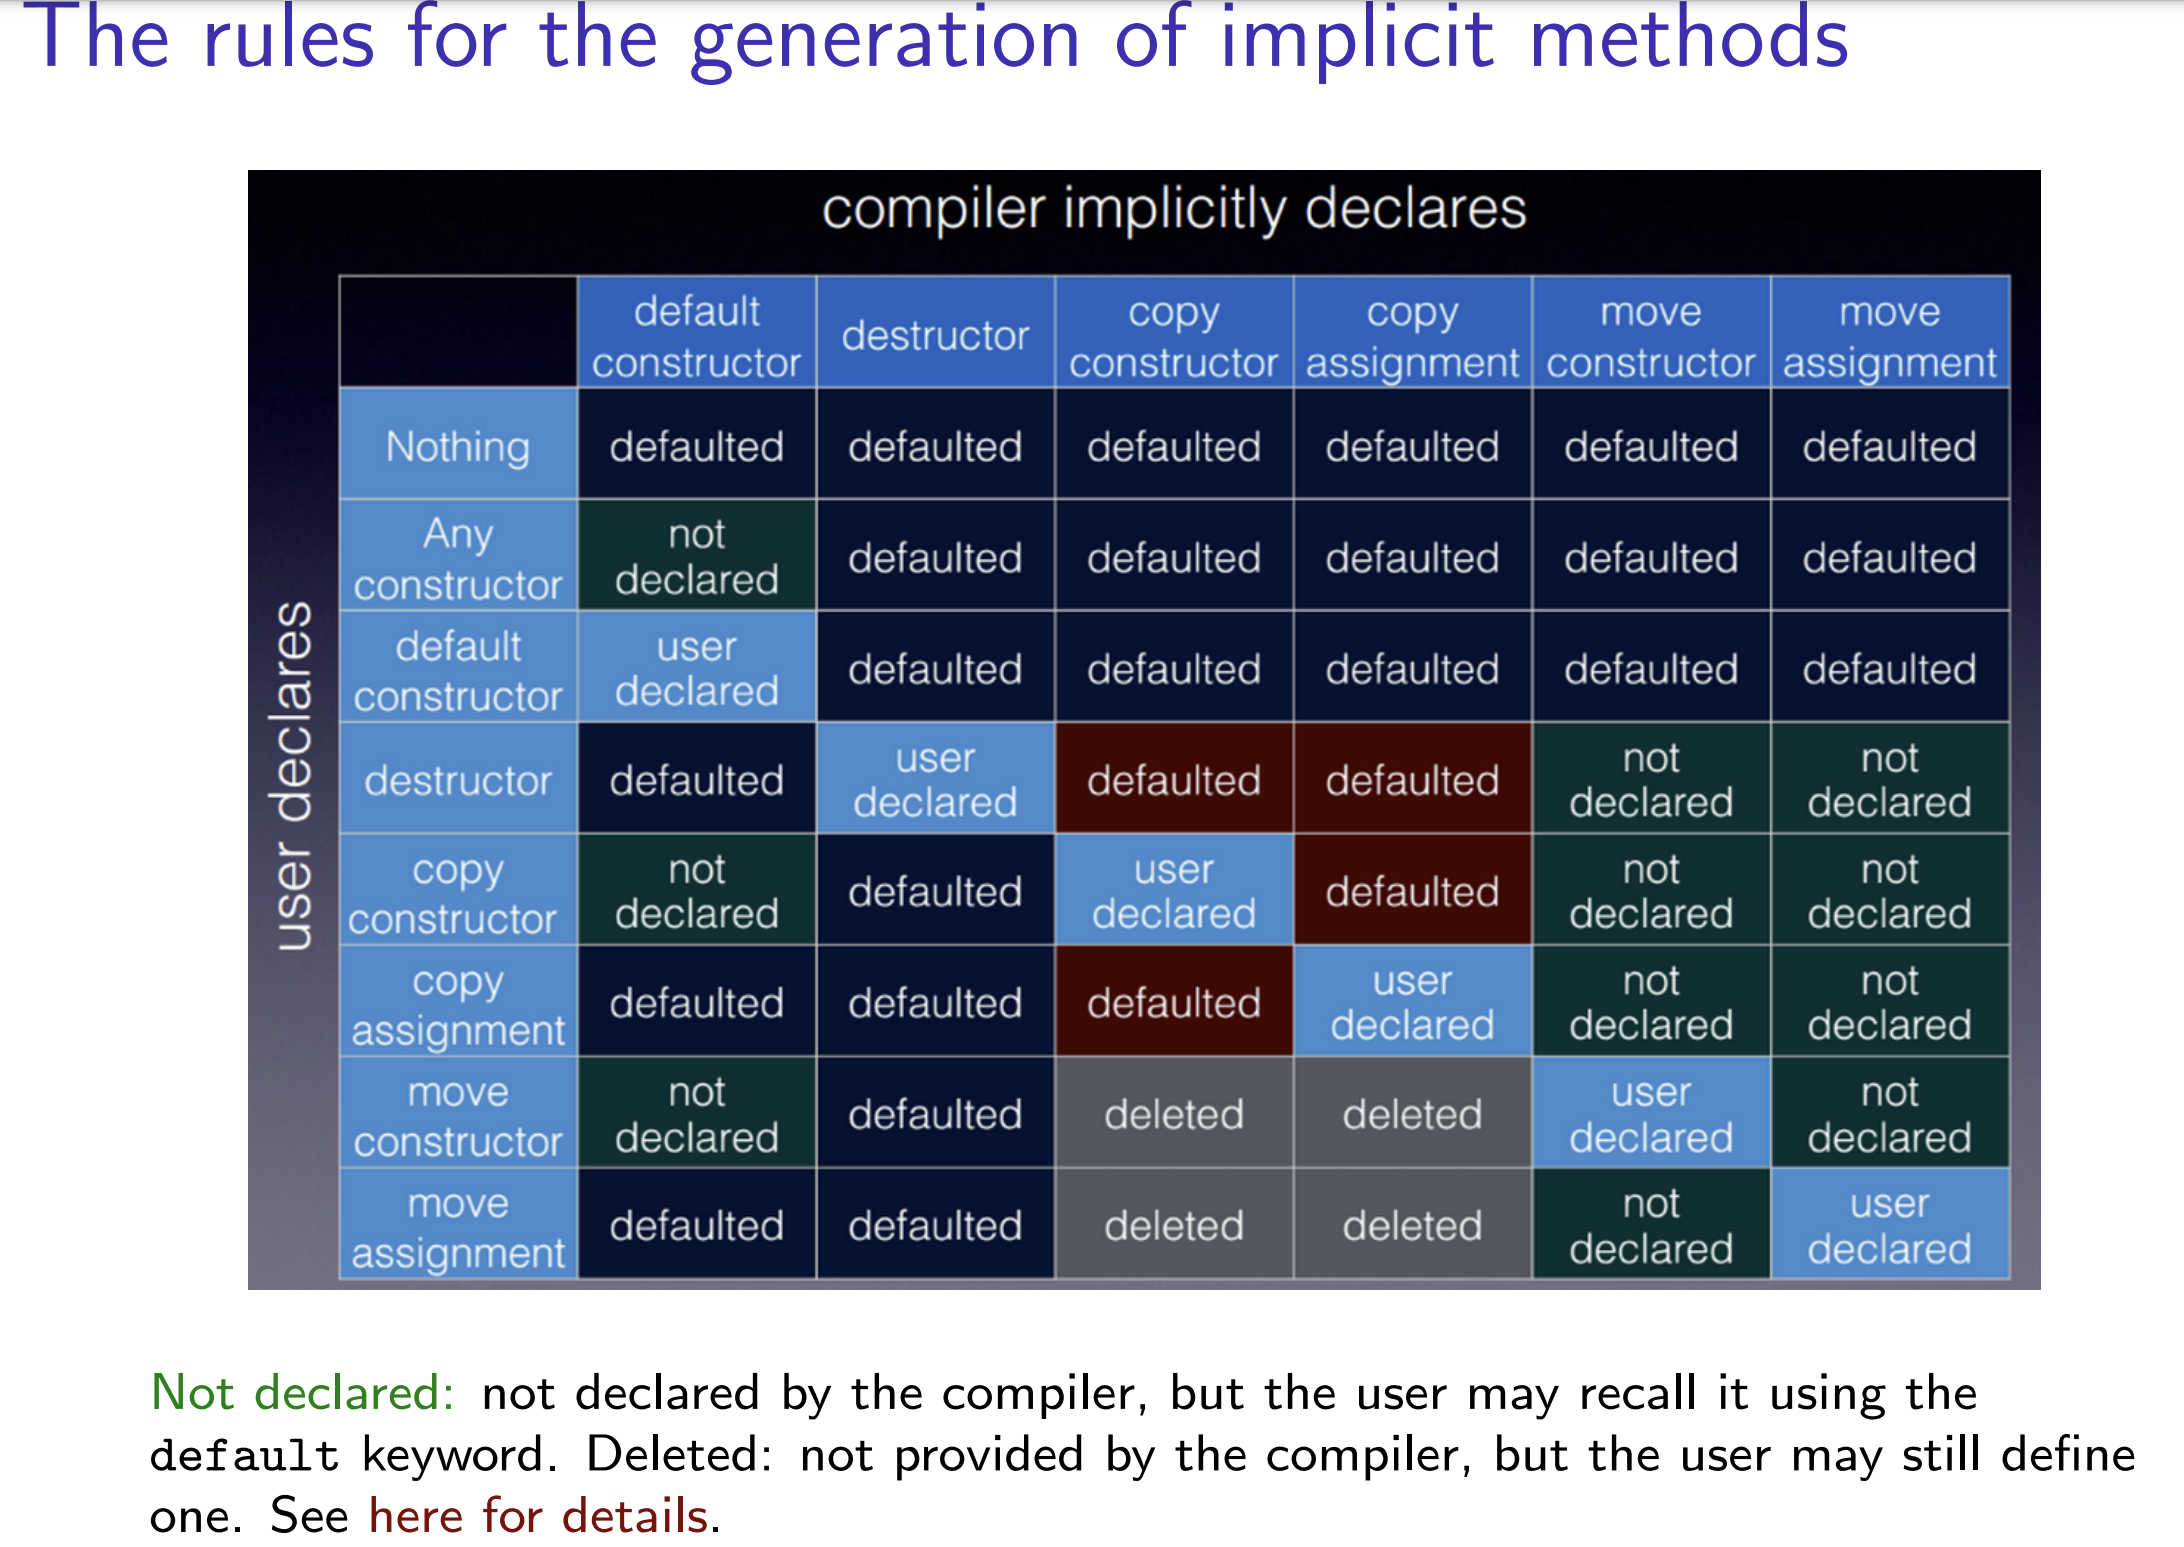 The rules for the generation of implicit methods
compiler implicitly declares
user declares
default constructor destructor copy constructor copy assignment move constructor move assignment
Nothing defaulted defaulted defaulted defaulted defaulted defaulted
Any constructor not declared defaulted defaulted defaulted defaulted defaulted
default constructor user declared defaulted defaulted defaulted defaulted defaulted
destructor defaulted user declared defaulted defaulted not declared not declared
copy constructor not declared defaulted user declared defaulted not declared not declared
copy assignment defaulted defaulted defaulted user declared not declared not declared
move constructor not declared defaulted deleted deleted user declared not declared
move assignment defaulted defaulted deleted deleted not declared user declared
Not declared: not declared by the compiler, but the user may recall it using the
default keyword. Deleted: not provided by the compiler, but the user may still define
one. See here for details.